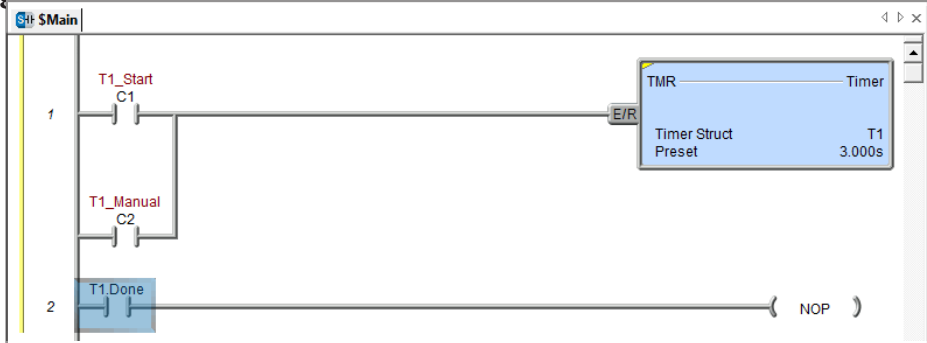 $Main
T1_Start
C1
TMR Timer
1
E/R
Timer Struct T1
Preset 3.000s
T1_Manual
C2
T1.Done
2
NOP